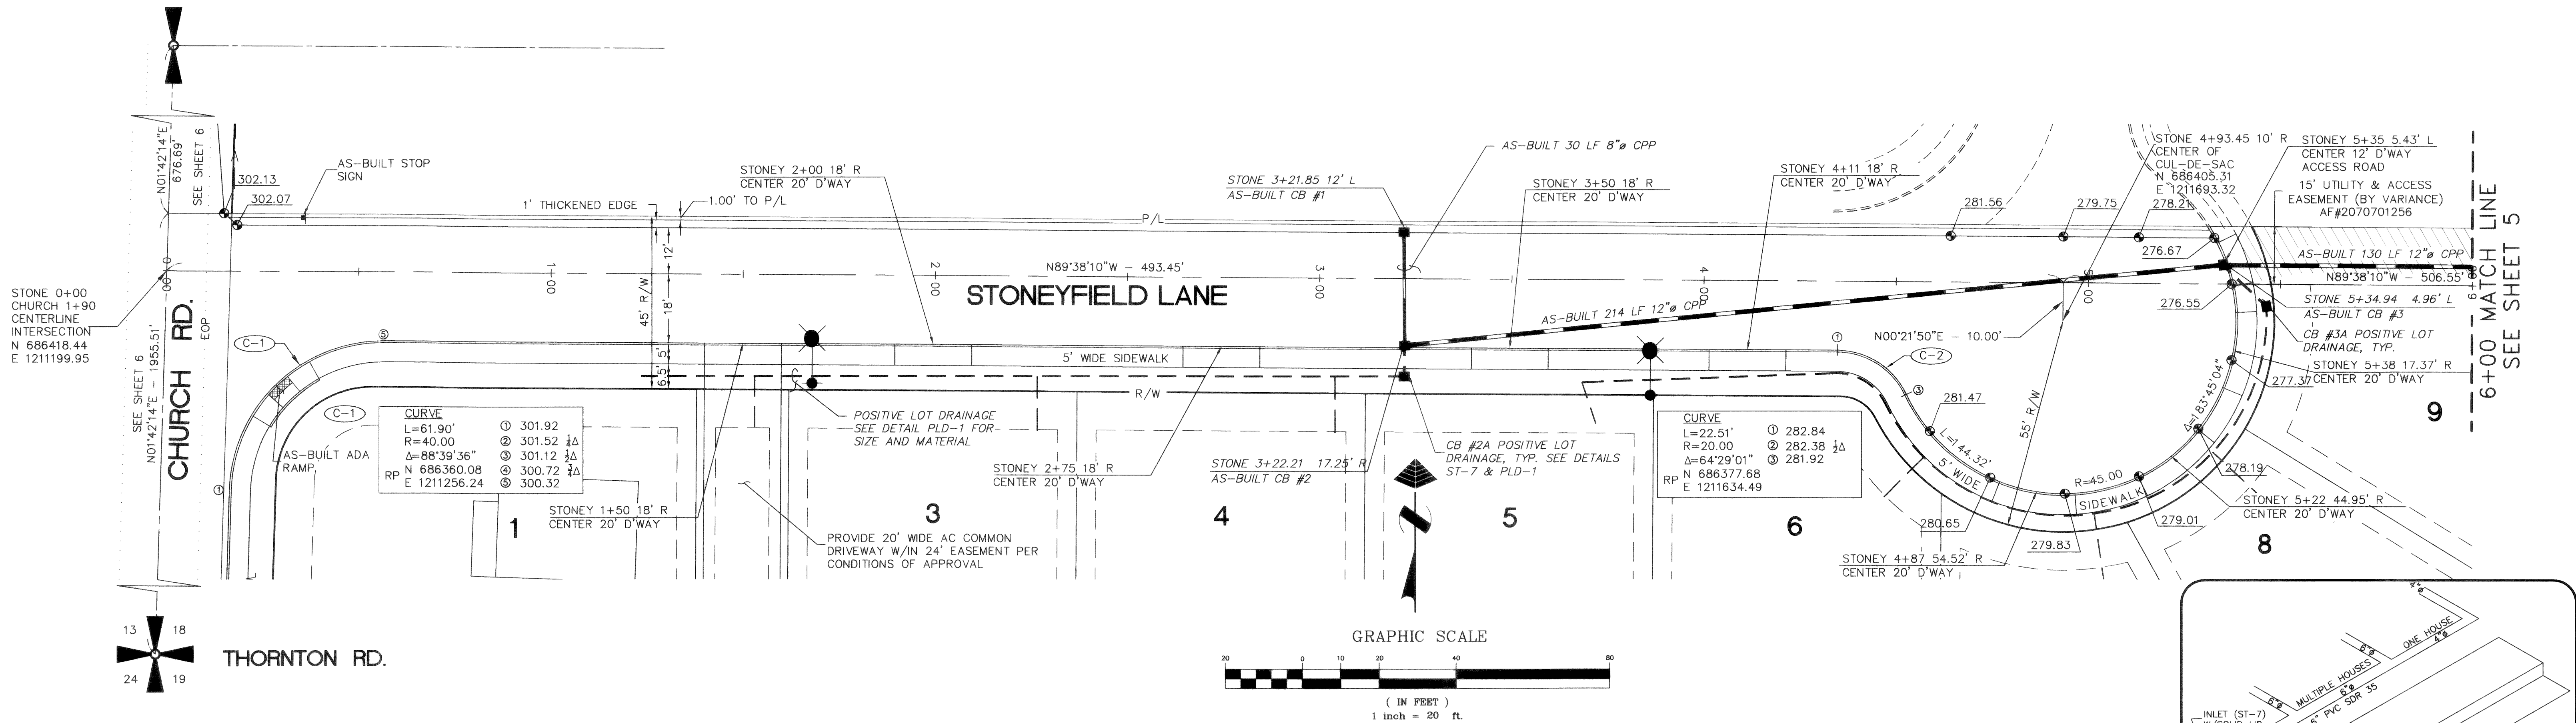 N01°42'14"E
676.69'
SEE SHEET 6
302.13
302.07
AS-BUILT STOP
SIGN
STONEY 2+00 18' R
CENTER 20' D'WAY
1' THICKENED EDGE
1.00' TO P/L
P/L
STONE 3+21.85 12' L
AS-BUILT CB #1
AS-BUILT 30 LF 8"ø CPP
STONEY 3+50 18' R
CENTER 20' D'WAY
STONEY 4+11 18' R
CENTER 20' D'WAY
281.56
279.75
278.21
276.67
STONE 4+93.45 10' R
CENTER OF
CUL-DE-SAC
N 686405.31
E 1211693.32
STONEY 5+35 5.43' L
CENTER 12' D'WAY
ACCESS ROAD
15' UTILITY & ACCESS
EASEMENT (BY VARIANCE)
AF#2070701256
AS-BUILT 130 LF 12"ø CPP
N89°38'10"W - 506.55'
6+00 MATCH LINE
SEE SHEET 5
6+00
STONE 0+00
CHURCH 1+90
CENTERLINE
INTERSECTION
N 686418.44
E 1211199.95
0+00
1+00
2+00
3+00
4+00
5+00
N89°38'10"W - 493.45'
STONEYFIELD LANE
12'
18'
45' R/W
5'
6.5'
CHURCH RD.
EOP
SEE SHEET 6
N01°42'14"E - 1955.51'
C-1
⑤
①
5' WIDE SIDEWALK
R/W
AS-BUILT 214 LF 12"ø CPP
276.55
STONE 5+34.94 4.96' L
AS-BUILT CB #3
CB #3A POSITIVE LOT
DRAINAGE, TYP.
N00°21'50"E - 10.00'
①
C-2
③
STONEY 5+38 17.37' R
CENTER 20' D'WAY
277.37
9
Δ=183°45'04"
55' R/W
281.47
L=144.32'
5' WIDE
SIDEWALK
R=45.00
278.19
STONEY 5+22 44.95' R
CENTER 20' D'WAY
279.01
279.83
280.65
8
STONEY 4+87 54.52' R
CENTER 20' D'WAY
AS-BUILT ADA
RAMP
C-1
CURVE
L=61.90'
R=40.00
Δ=88°39'36"
RP N 686360.08
E 1211256.24
① 301.92
② 301.52 ¼Δ
③ 301.12 ½Δ
④ 300.72 ¾Δ
⑤ 300.32
1
STONEY 1+50 18' R
CENTER 20' D'WAY
POSITIVE LOT DRAINAGE
SEE DETAIL PLD-1 FOR
SIZE AND MATERIAL
3
PROVIDE 20' WIDE AC COMMON
DRIVEWAY W/IN 24' EASEMENT PER
CONDITIONS OF APPROVAL
STONEY 2+75 18' R
CENTER 20' D'WAY
STONE 3+22.21 17.25' R
AS-BUILT CB #2
4
CB #2A POSITIVE LOT
DRAINAGE, TYP. SEE DETAILS
ST-7 & PLD-1
5
CURVE
L=22.51'
R=20.00
Δ=64°29'01"
RP N 686377.68
E 1211634.49
① 282.84
② 282.38 ½Δ
③ 281.92
6
13 18
24 19
THORNTON RD.
GRAPHIC SCALE
20 0 10 20 40 80
( IN FEET )
1 inch = 20 ft.
4"ø
ONE HOUSE
4"ø
6"ø
MULTIPLE HOUSES
6"ø
6"ø
6" PVC SDR 35
INLET (ST-7)